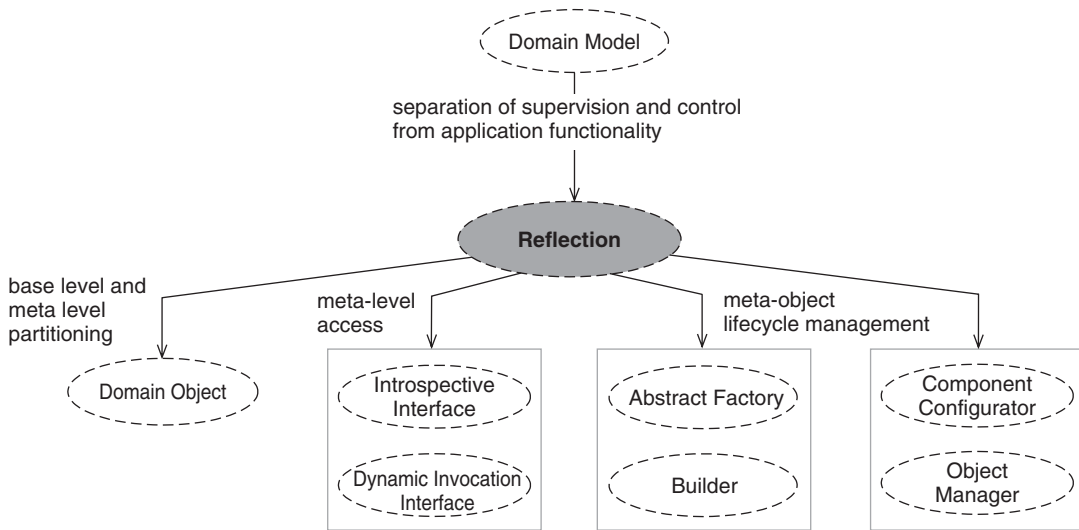 Domain Model
separation of supervision and control
from application functionality
Reflection
base level and
meta level
partitioning
meta-level
access
meta-object
lifecycle management
Domain Object
Introspective
Interface
Abstract Factory
Component
Configurator
Dynamic Invocation
Interface
Builder
Object
Manager